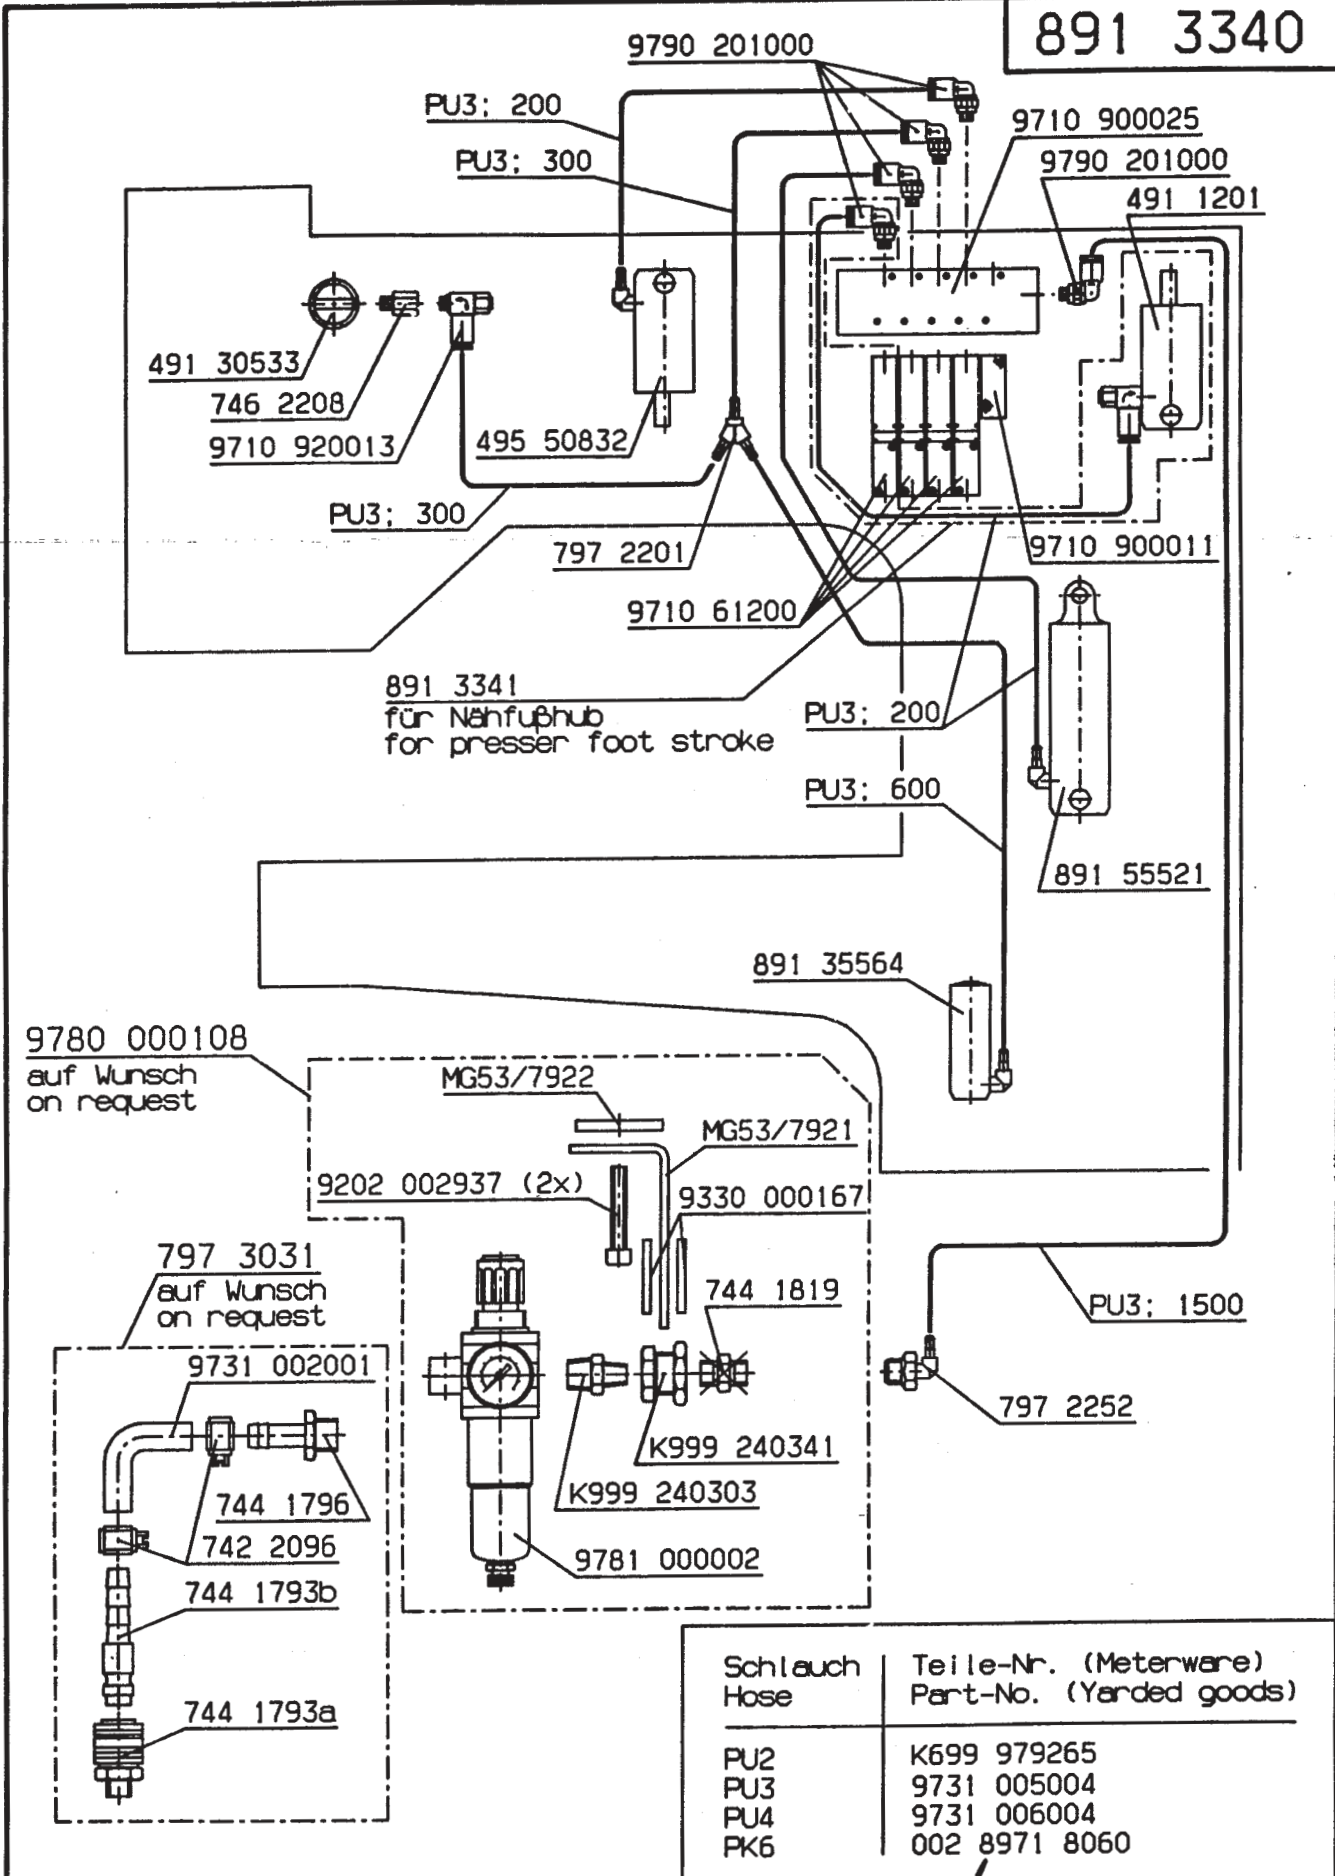 891 3340
9790 201000
PU3; 200
9710 900025
PU3; 300
9790 201000
491 1201
491 30533
746 2208
9710 920013
495 50832
PU3; 300
797 2201
9710 900011
9710 61200
891 3341
für Nähfußhub
for presser foot stroke
PU3; 200
PU3; 600
891 55521
891 35564
9780 000108
auf Wunsch
on request
MG53/7922
MG53/7921
9202 002937 (2x)
9330 000167
797 3031
auf Wunsch
on request
744 1819
PU3; 1500
9731 002001
797 2252
K999 240341
744 1796
K999 240303
742 2096
9781 000002
744 1793b
744 1793a
Schlauch Teile-Nr. (Meterware)
Hose Part-No. (Yarded goods)
PU2 K699 979265
PU3 9731 005004
PU4 9731 006004
PK6 002 8971 8060